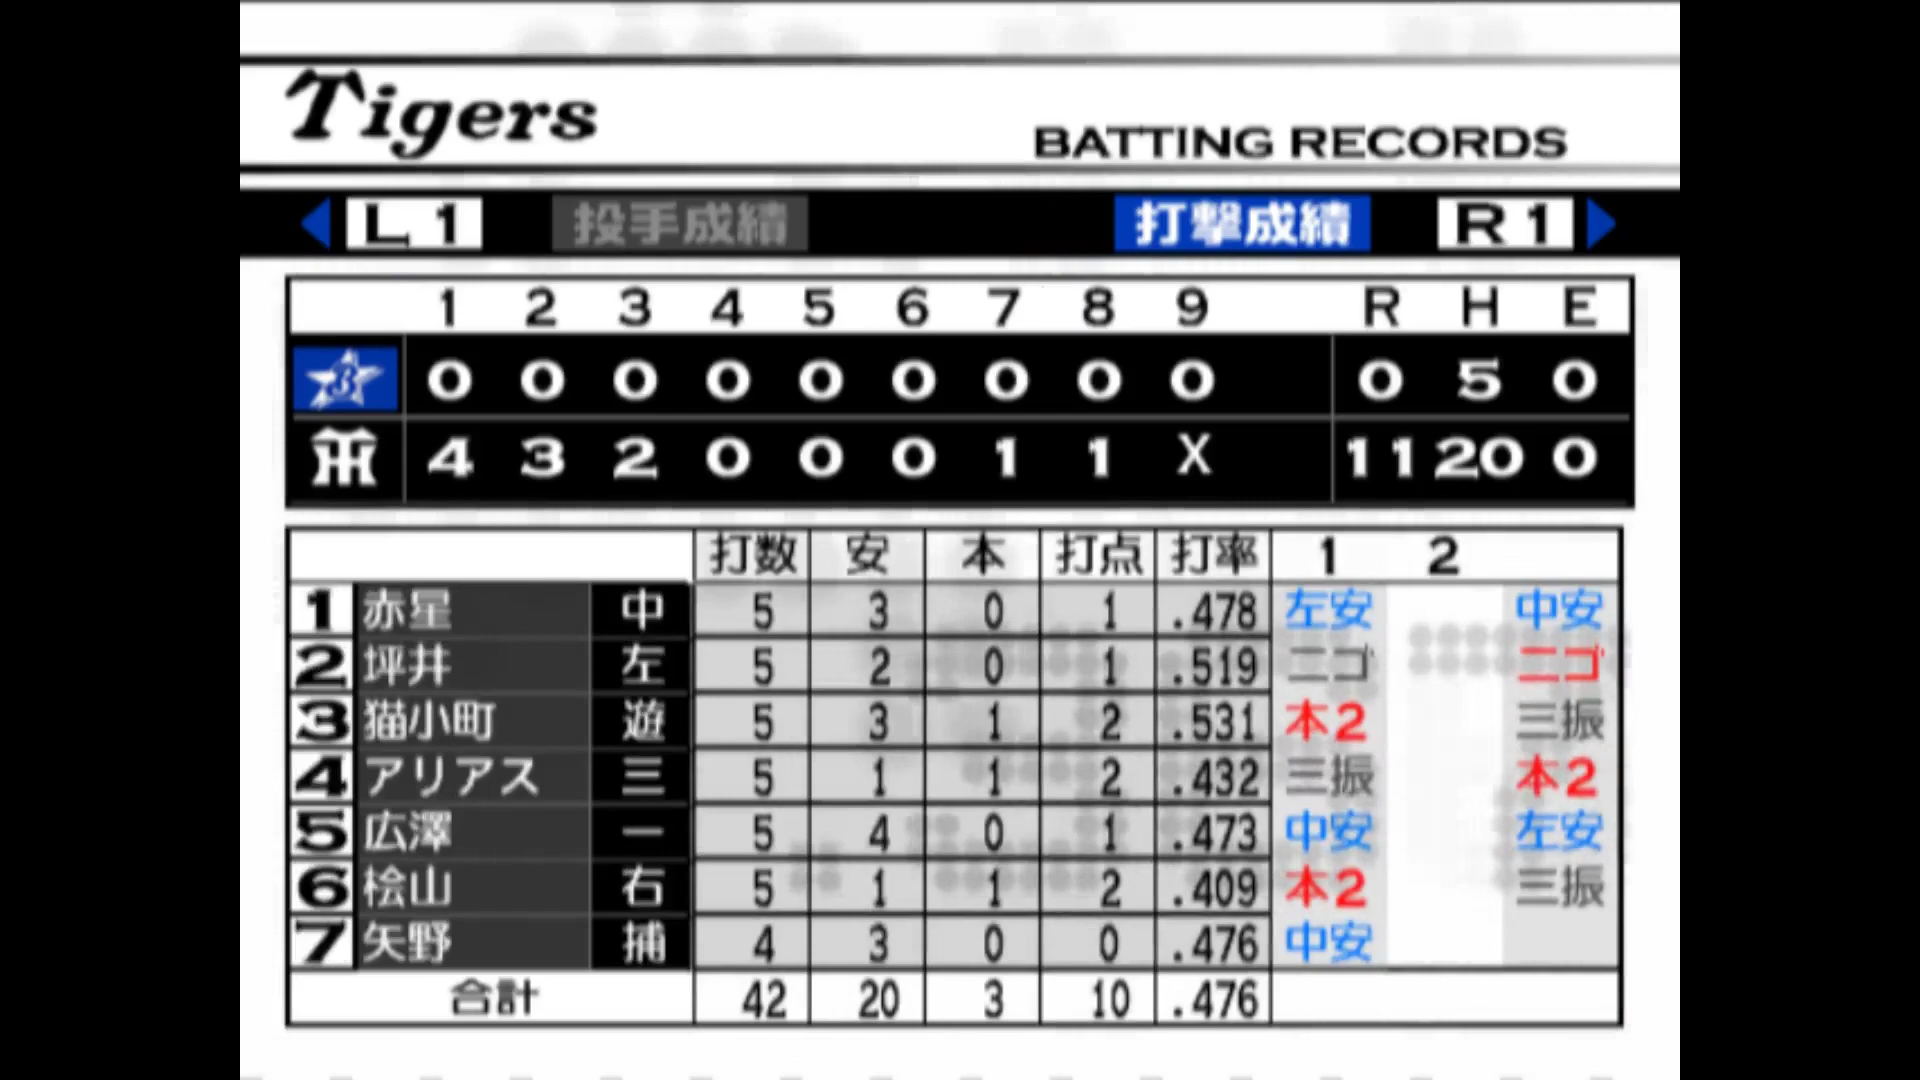 Tigers
BATTING RECORDS
L1 投手成績 打撃成績 R1
1 2 3 4 5 6 7 8 9 R H E
B 0 0 0 0 0 0 0 0 0 0 5 0
4 3 2 0 0 0 1 1 X 11 20 0
打数 安 本 打点 打率 1 2
1 赤星 中 5 3 0 1 .478 左安 中安
2 坪井 左 5 2 0 1 .519 二ゴ 二ゴ
3 猫小町 遊 5 3 1 2 .531 本2 三振
4 アリアス 三 5 1 1 2 .432 三振 本2
5 広澤 一 5 4 0 1 .473 中安 左安
6 桧山 右 5 1 1 2 .409 本2 三振
7 矢野 捕 4 3 0 0 .476 中安
合計 42 20 3 10 .476